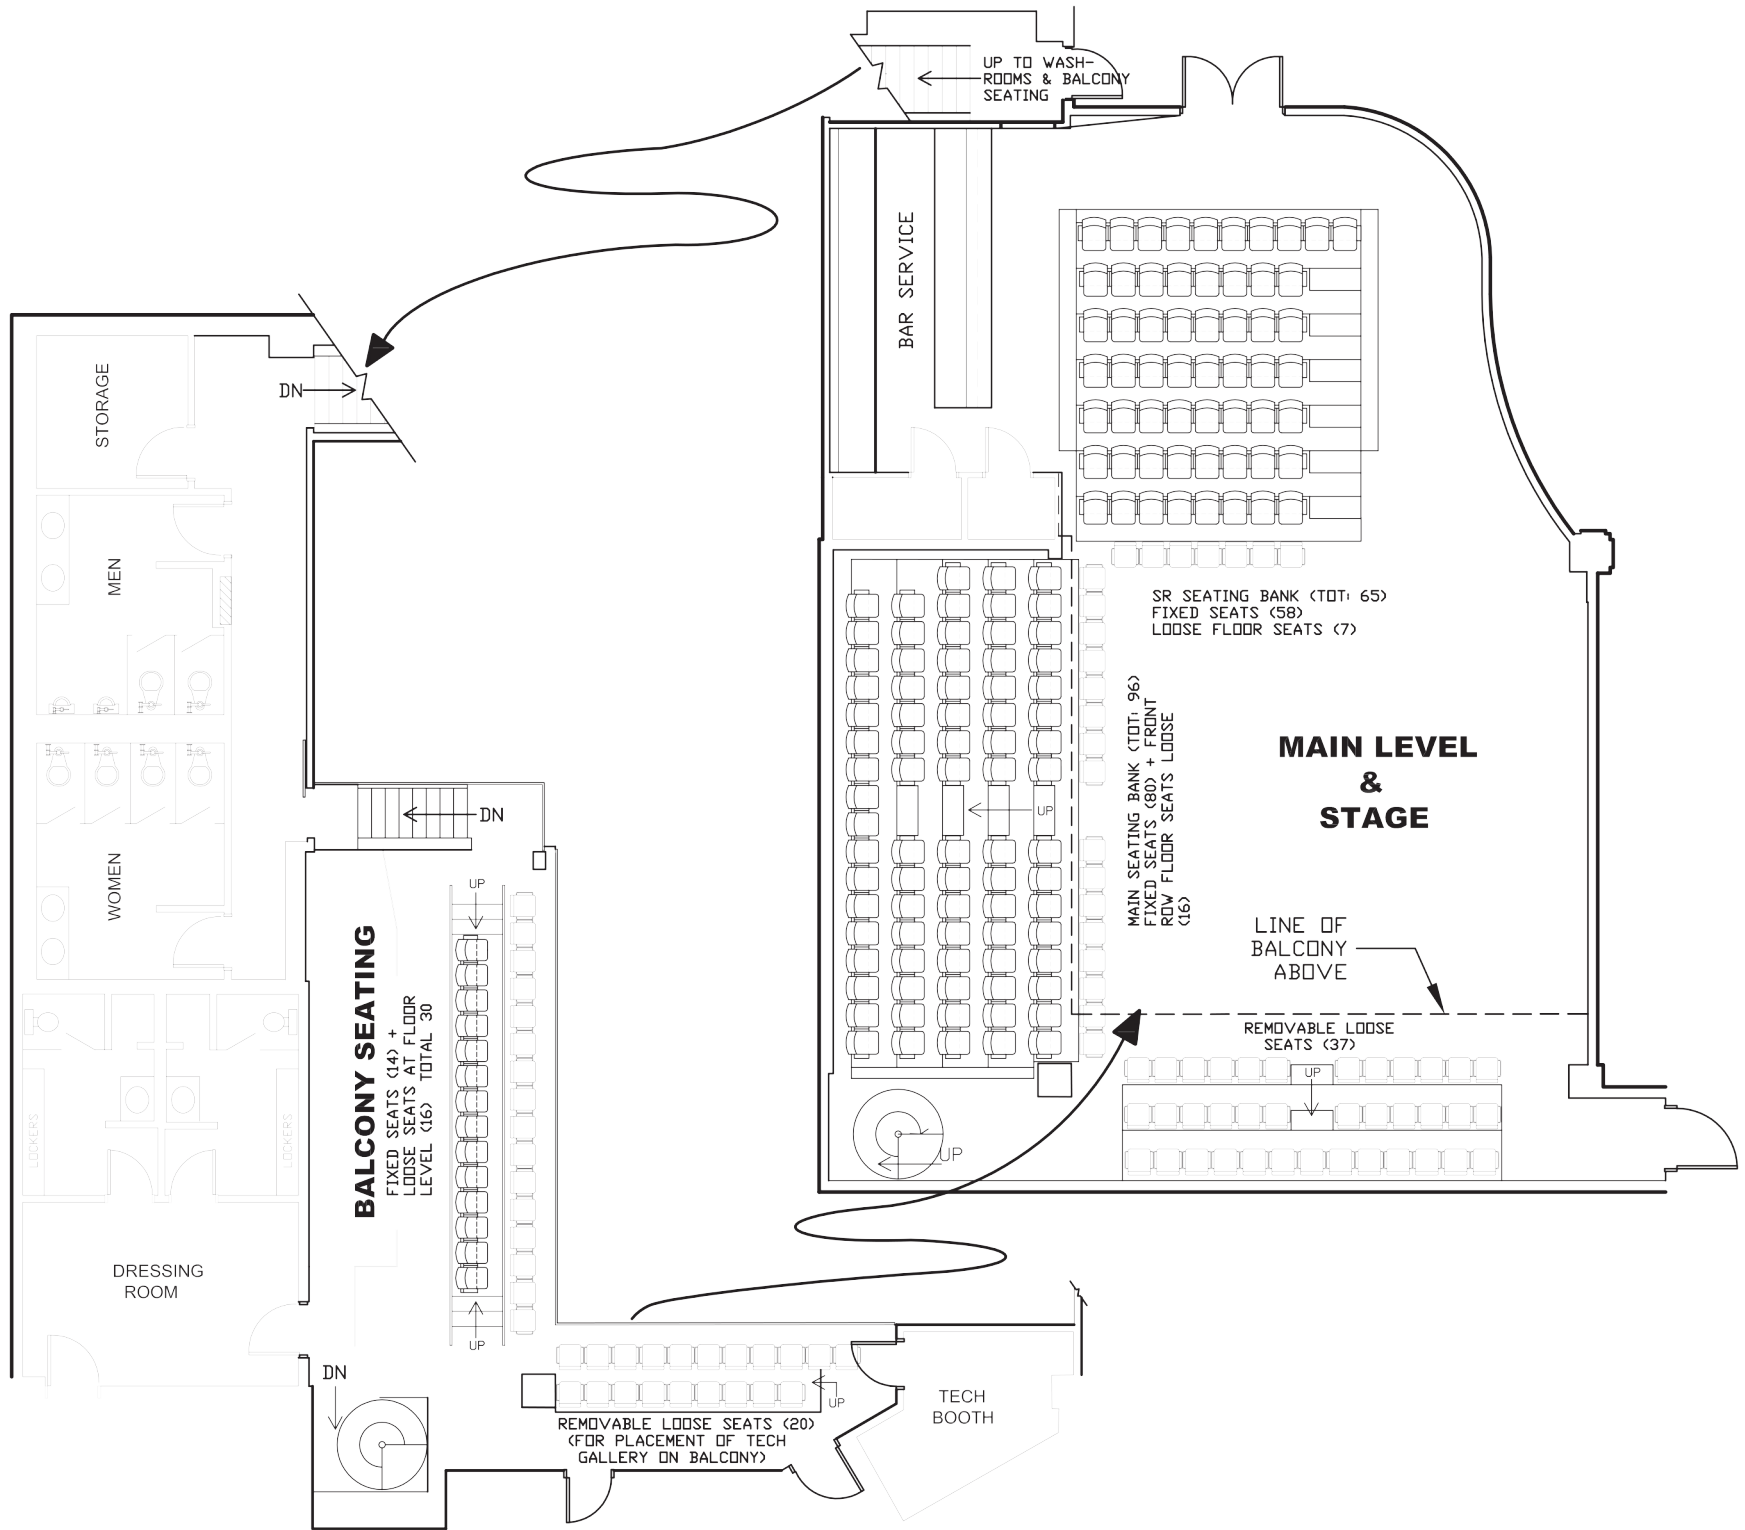 UP TO WASH-
ROOMS & BALCONY
SEATING
BAR SERVICE
STORAGE
DN
MEN
SR SEATING BANK (TOT: 65)
FIXED SEATS (58)
LOOSE FLOOR SEATS (7)
MAIN SEATING BANK (TOT: 96)
FIXED SEATS (80) + FRONT
ROW FLOOR SEATS LOOSE
(16)
MAIN LEVEL
&
STAGE
UP
DN
WOMEN
UP
BALCONY SEATING
FIXED SEATS (14) +
LOOSE SEATS AT FLOOR
LEVEL (16) TOTAL 30
LINE OF
BALCONY
ABOVE
REMOVABLE LOOSE
SEATS (37)
UP
LOCKERS
LOCKERS
UP
DRESSING
ROOM
UP
DN
UP
TECH
BOOTH
REMOVABLE LOOSE SEATS (20)
(FOR PLACEMENT OF TECH
GALLERY ON BALCONY)